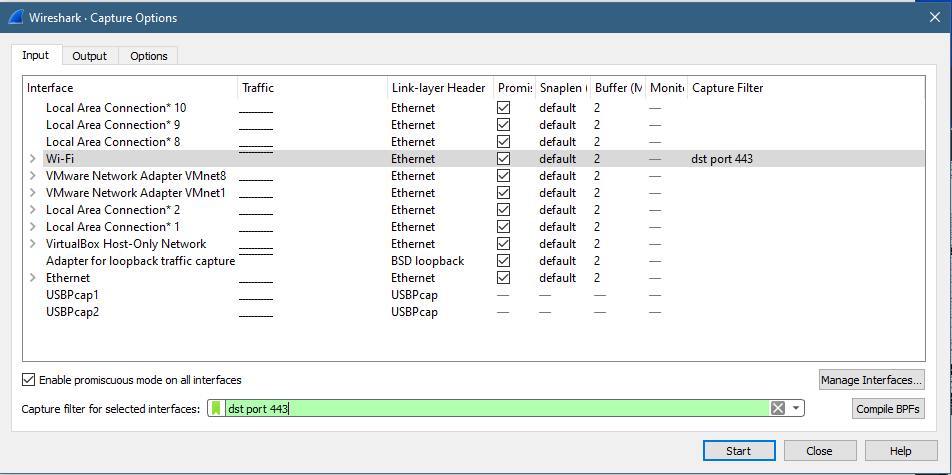 Wireshark · Capture Options
Input Output Options
Interface Traffic Link-layer Header Promis Snaplen ( Buffer (M Monito Capture Filter
Local Area Connection* 10 Ethernet default 2 —
Local Area Connection* 9 Ethernet default 2 —
Local Area Connection* 8 Ethernet default 2 —
Wi-Fi Ethernet default 2 — dst port 443
VMware Network Adapter VMnet8 Ethernet default 2 —
VMware Network Adapter VMnet1 Ethernet default 2 —
Local Area Connection* 2 Ethernet default 2 —
Local Area Connection* 1 Ethernet default 2 —
VirtualBox Host-Only Network Ethernet default 2 —
Adapter for loopback traffic capture BSD loopback default 2 —
Ethernet Ethernet default 2 —
USBPcap1 USBPcap — — — —
USBPcap2 USBPcap — — — —
Enable promiscuous mode on all interfaces Manage Interfaces...
Capture filter for selected interfaces: dst port 443 Compile BPFs
Start Close Help